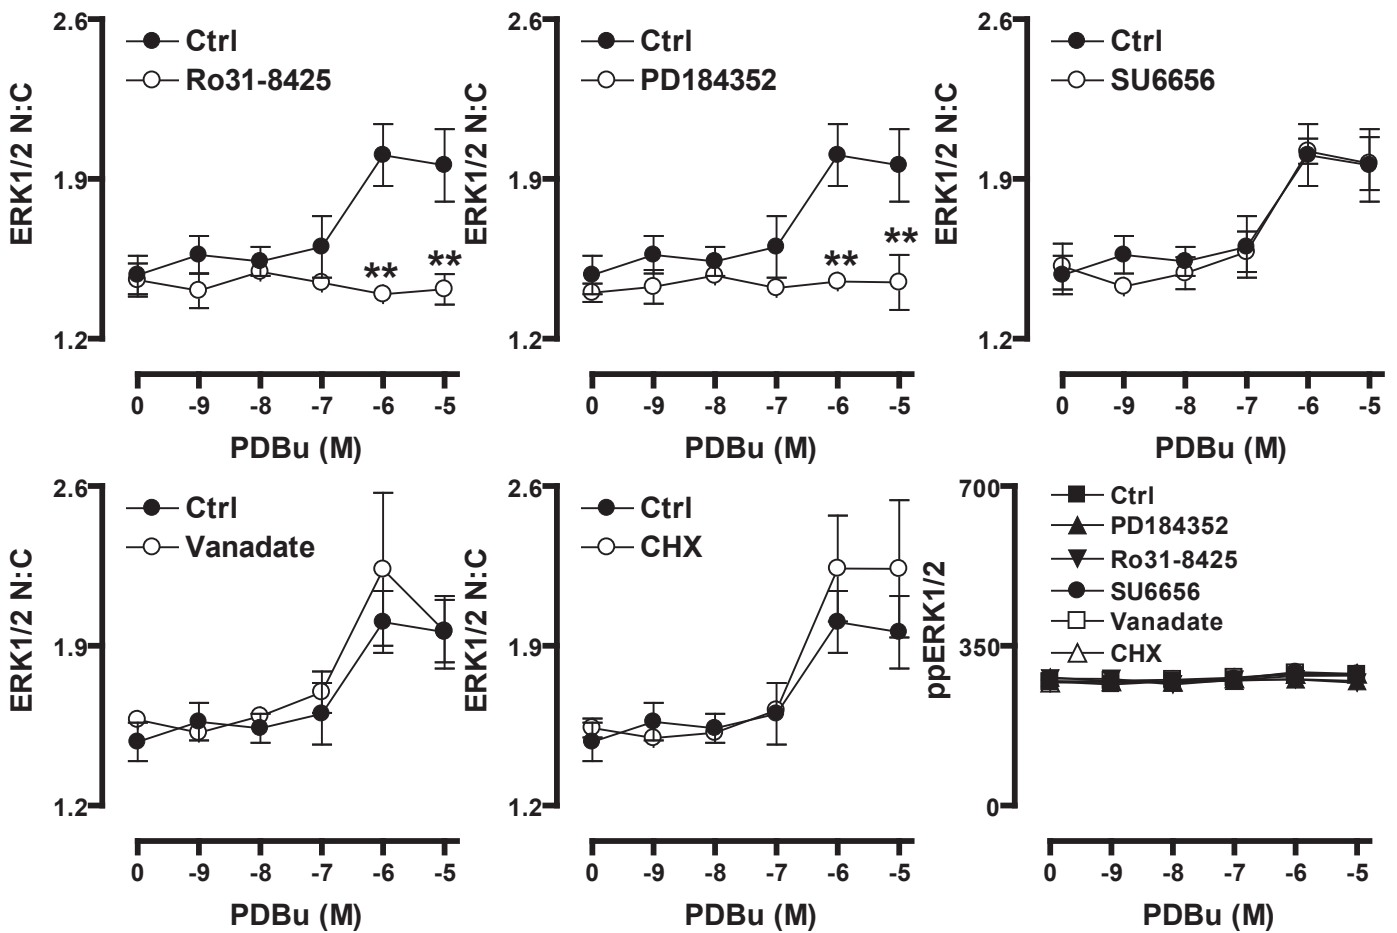 2.6
1.9
1.2
ERK1/2 N:C
Ctrl
Ro31-8425
**
**
0 -9 -8 -7 -6 -5
PDBu (M)
2.6
1.9
1.2
ERK1/2 N:C
Ctrl
PD184352
**
**
0 -9 -8 -7 -6 -5
PDBu (M)
2.6
1.9
1.2
ERK1/2 N:C
Ctrl
SU6656
0 -9 -8 -7 -6 -5
PDBu (M)
2.6
1.9
1.2
ERK1/2 N:C
Ctrl
Vanadate
0 -9 -8 -7 -6 -5
PDBu (M)
2.6
1.9
1.2
ERK1/2 N:C
Ctrl
CHX
0 -9 -8 -7 -6 -5
PDBu (M)
700
350
0
ppERK1/2
Ctrl
PD184352
Ro31-8425
SU6656
Vanadate
CHX
0 -9 -8 -7 -6 -5
PDBu (M)